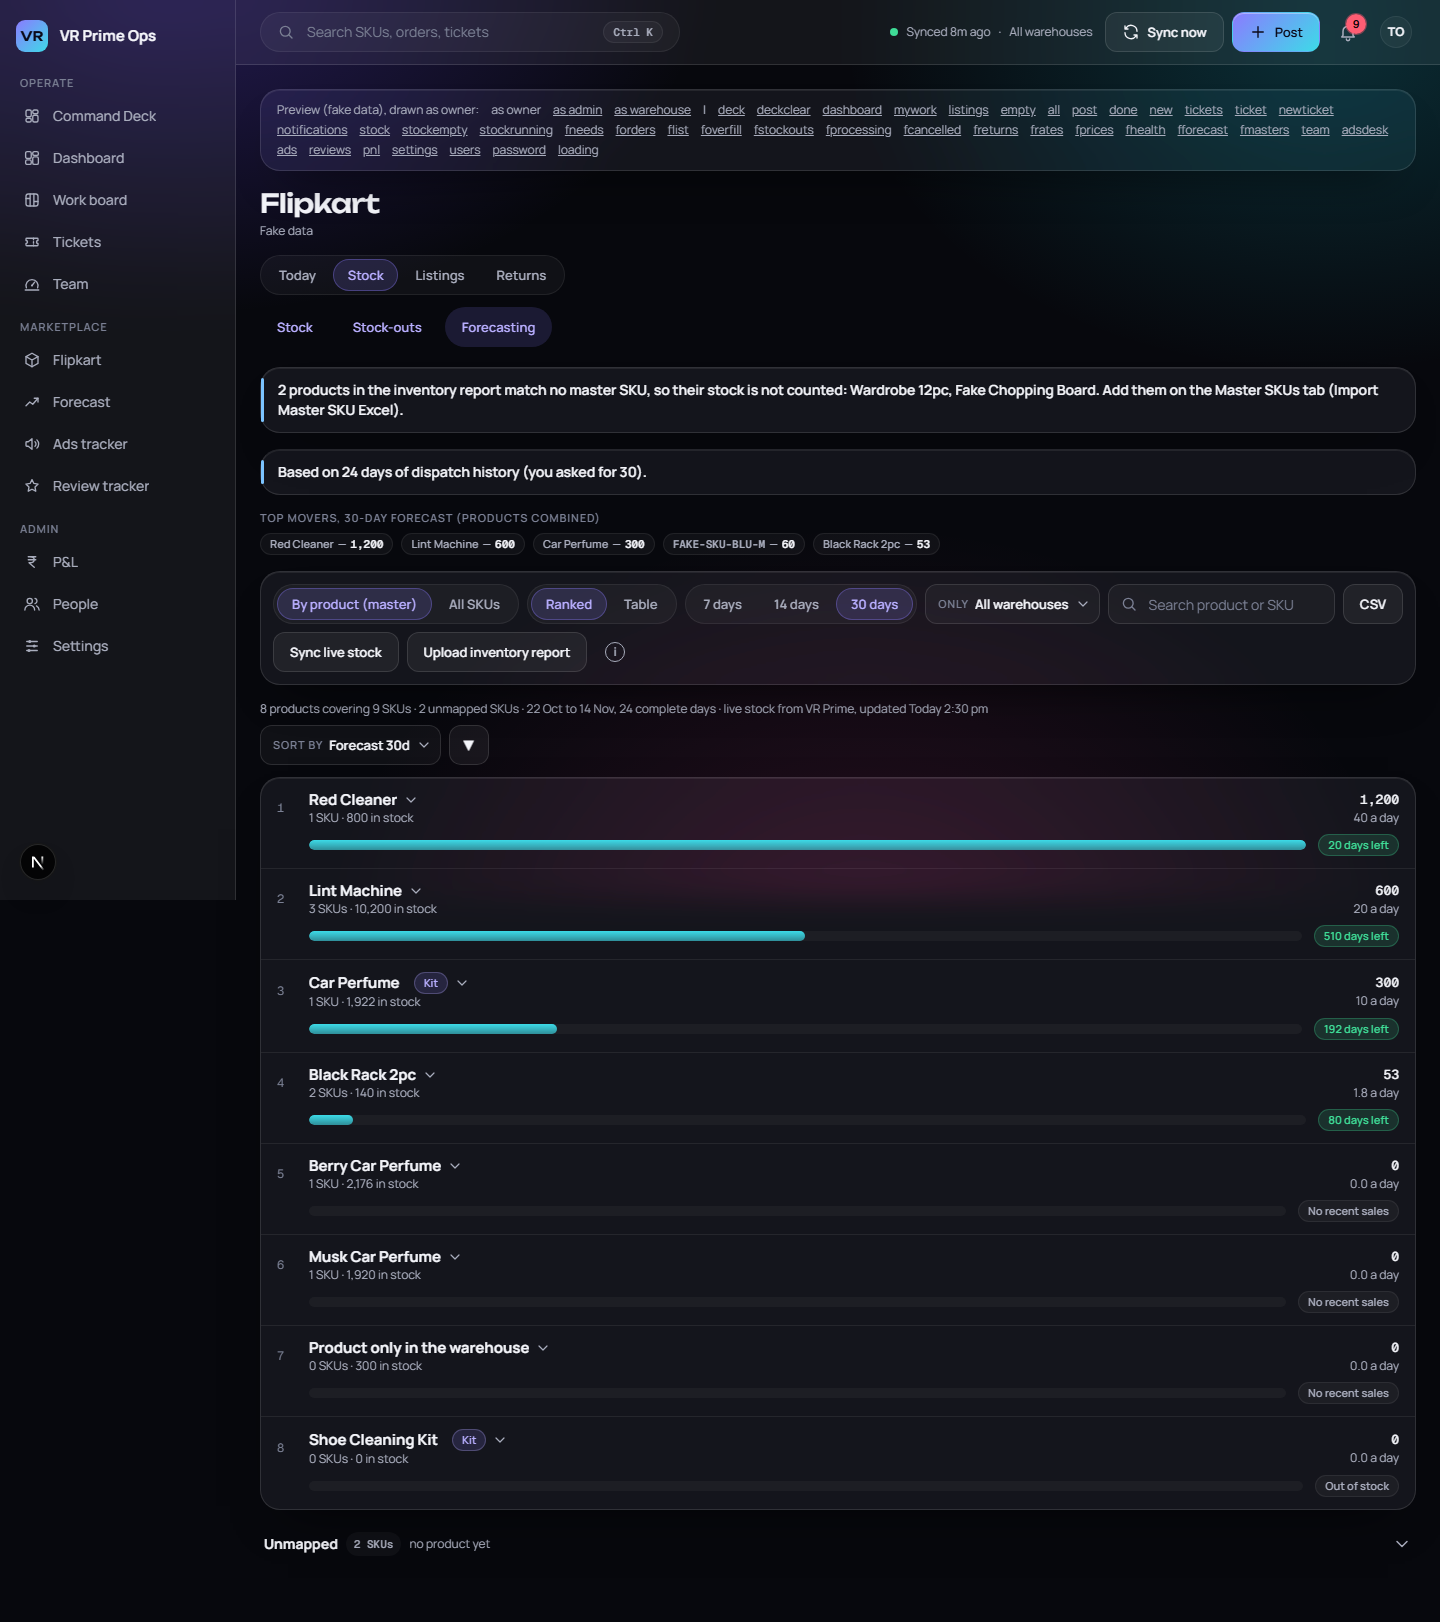 VR
VR Prime Ops
Search SKUs, orders, tickets
Ctrl K
Synced 8m ago · All warehouses
Sync now
Post
9
TO
OPERATE
Command Deck
Dashboard
Work board
Tickets
Team
MARKETPLACE
Flipkart
Forecast
Ads tracker
Review tracker
ADMIN
P&L
People
Settings
N
Preview (fake data), drawn as owner: as owner as admin as warehouse | deck deckclear dashboard mywork listings empty all post done new tickets ticket newticket
notifications stock stockempty stockrunning fneeds forders flist foverfill fstockouts fprocessing fcancelled freturns frates fprices fhealth fforecast fmasters team adsdesk
ads reviews pnl settings users password loading
Flipkart
Fake data
Today Stock Listings Returns
Stock Stock-outs Forecasting
2 products in the inventory report match no master SKU, so their stock is not counted: Wardrobe 12pc, Fake Chopping Board. Add them on the Master SKUs tab (Import
Master SKU Excel).
Based on 24 days of dispatch history (you asked for 30).
TOP MOVERS, 30-DAY FORECAST (PRODUCTS COMBINED)
Red Cleaner — 1,200 Lint Machine — 600 Car Perfume — 300 FAKE-SKU-BLU-M — 60 Black Rack 2pc — 53
By product (master) All SKUs Ranked Table 7 days 14 days 30 days ONLY All warehouses Search product or SKU CSV
Sync live stock Upload inventory report i
8 products covering 9 SKUs · 2 unmapped SKUs · 22 Oct to 14 Nov, 24 complete days · live stock from VR Prime, updated Today 2:30 pm
SORT BY Forecast 30d ▼
1 Red Cleaner 1,200
1 SKU · 800 in stock 40 a day
20 days left
2 Lint Machine 600
3 SKUs · 10,200 in stock 20 a day
510 days left
3 Car Perfume Kit 300
1 SKU · 1,922 in stock 10 a day
192 days left
4 Black Rack 2pc 53
2 SKUs · 140 in stock 1.8 a day
80 days left
5 Berry Car Perfume 0
1 SKU · 2,176 in stock 0.0 a day
No recent sales
6 Musk Car Perfume 0
1 SKU · 1,920 in stock 0.0 a day
No recent sales
7 Product only in the warehouse 0
0 SKUs · 300 in stock 0.0 a day
No recent sales
8 Shoe Cleaning Kit Kit 0
0 SKUs · 0 in stock 0.0 a day
Out of stock
Unmapped 2 SKUs no product yet